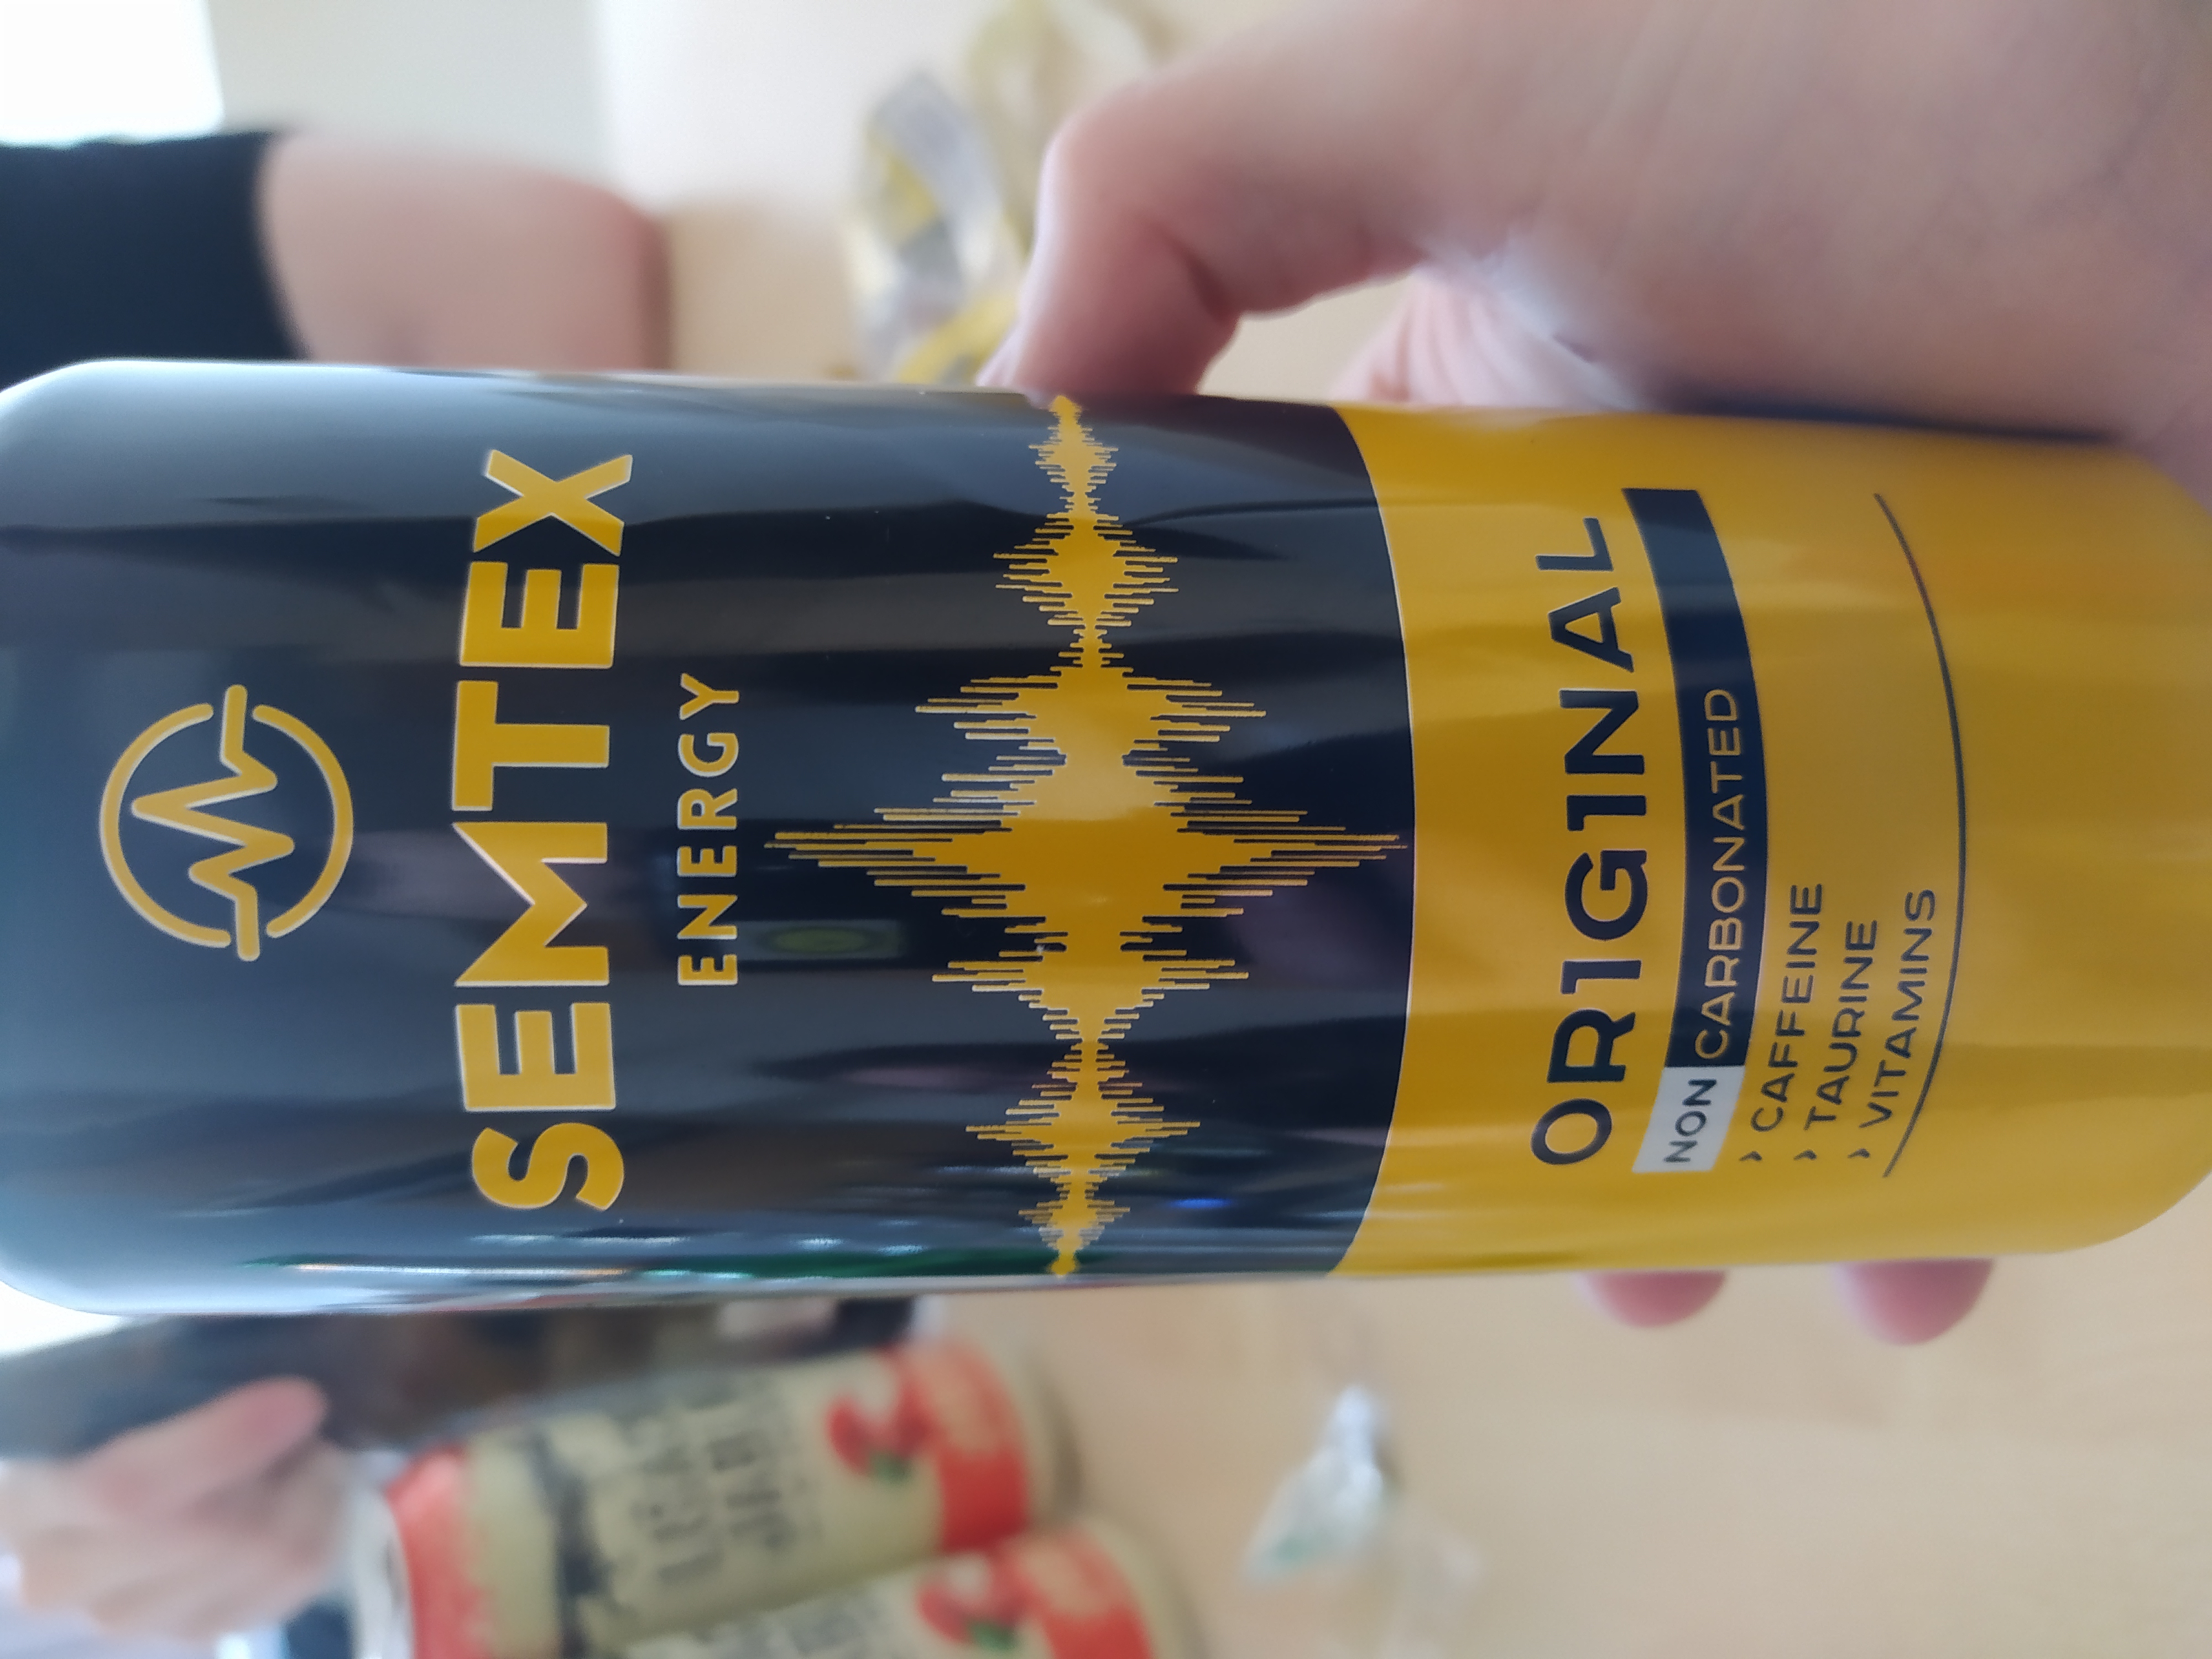 SEMTEX
ENERGY
OR1G1NAL
NON CARBONATED
› CAFFEINE
› TAURINE
› VITAMINS